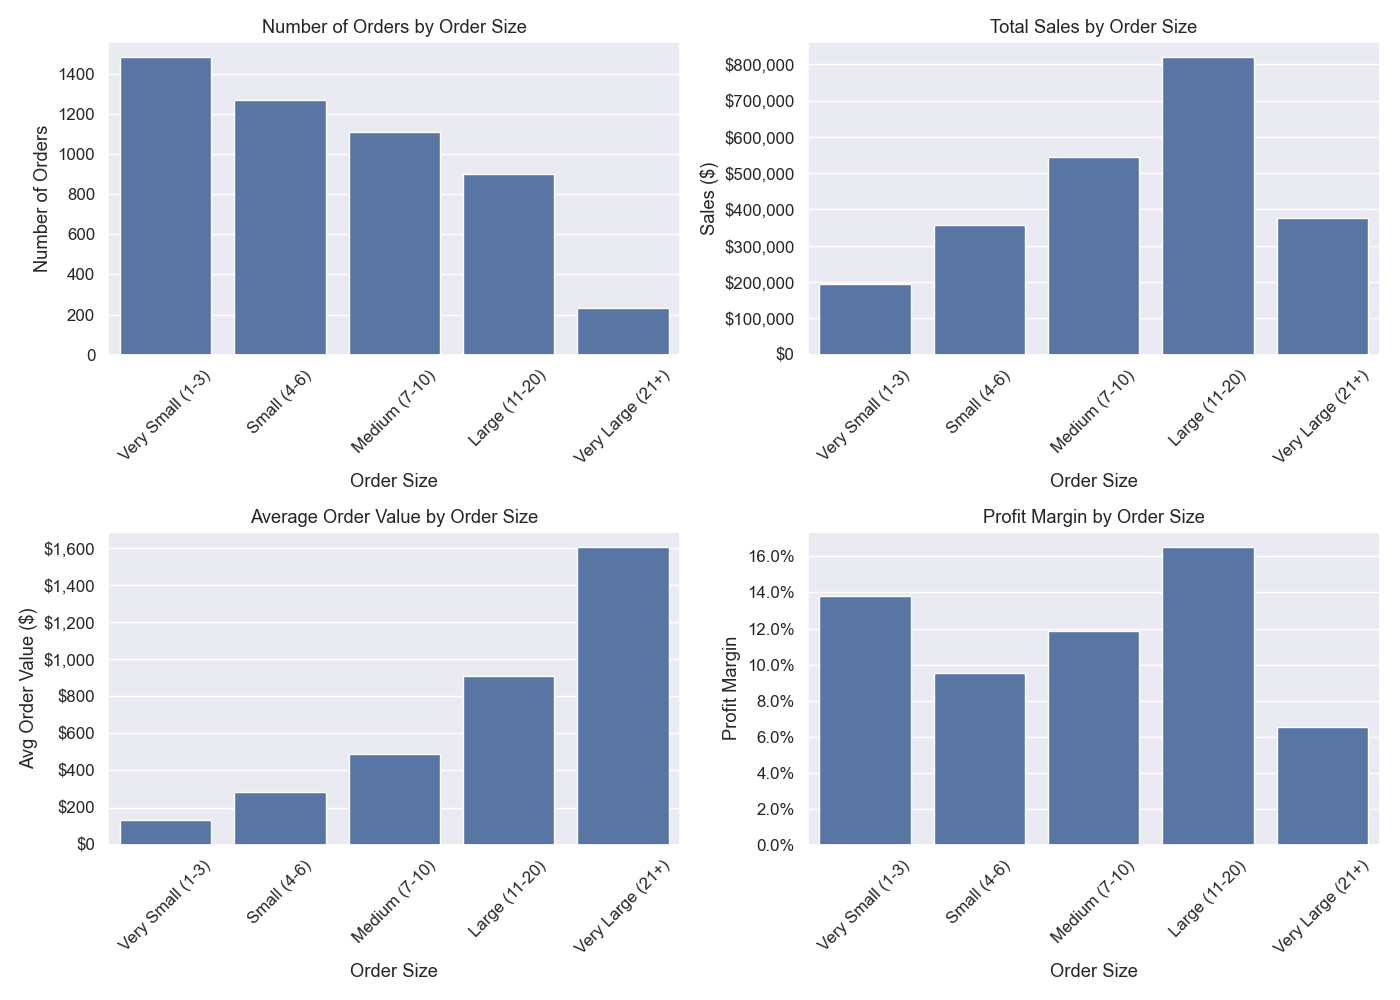 Number of Orders by Order Size
Number of Orders
1400
1200
1000
800
600
400
200
0
Very Small (1-3)
Small (4-6)
Medium (7-10)
Large (11-20)
Very Large (21+)
Order Size
Total Sales by Order Size
Sales ($)
$800,000
$700,000
$600,000
$500,000
$400,000
$300,000
$200,000
$100,000
$0
Very Small (1-3)
Small (4-6)
Medium (7-10)
Large (11-20)
Very Large (21+)
Order Size
Average Order Value by Order Size
Avg Order Value ($)
$1,600
$1,400
$1,200
$1,000
$800
$600
$400
$200
$0
Very Small (1-3)
Small (4-6)
Medium (7-10)
Large (11-20)
Very Large (21+)
Order Size
Profit Margin by Order Size
Profit Margin
16.0%
14.0%
12.0%
10.0%
8.0%
6.0%
4.0%
2.0%
0.0%
Very Small (1-3)
Small (4-6)
Medium (7-10)
Large (11-20)
Very Large (21+)
Order Size